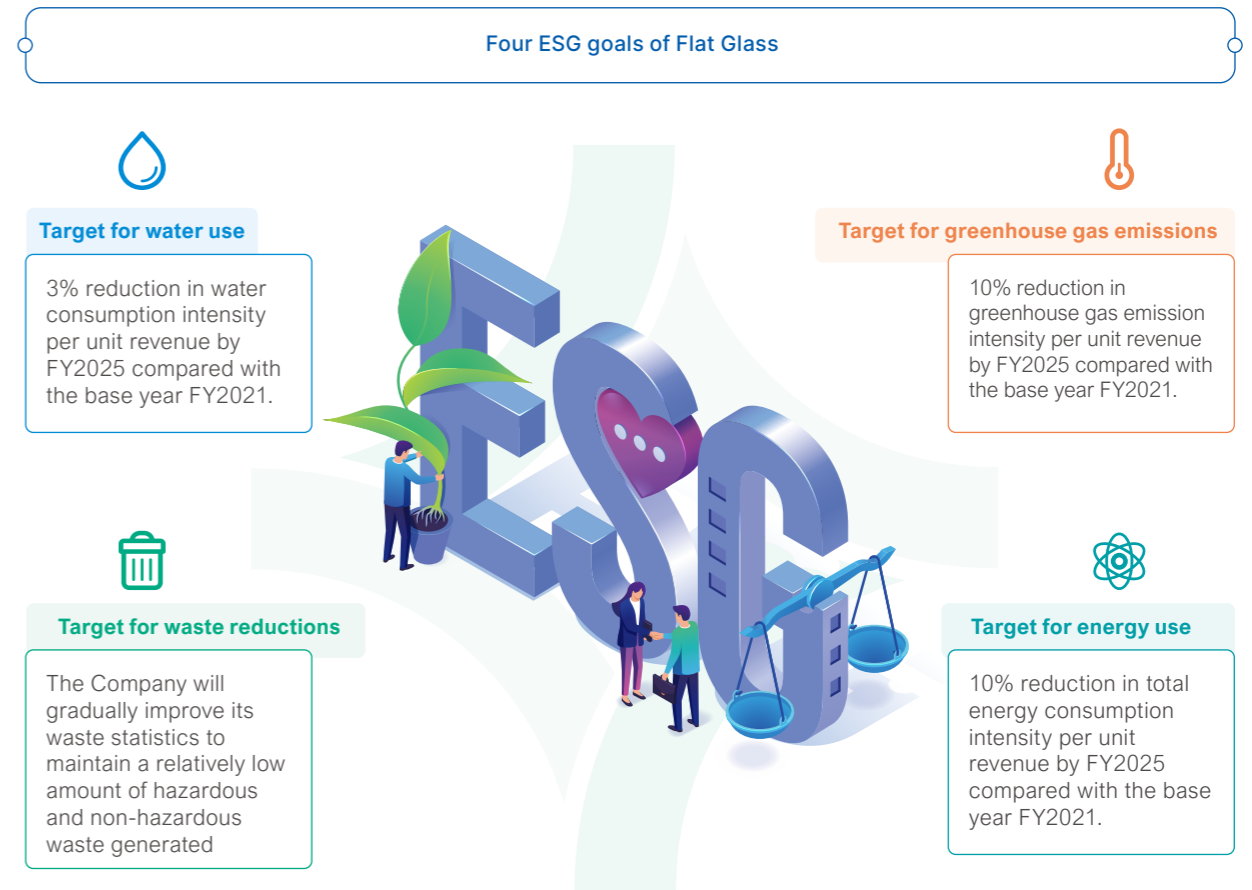 Four ESG goals of Flat Glass
Target for water use
3% reduction in water
consumption intensity
per unit revenue by
FY2025 compared with
the base year FY2021.
Target for greenhouse gas emissions
10% reduction in
greenhouse gas emission
intensity per unit revenue
by FY2025 compared with
the base year FY2021.
ESG
Target for waste reductions
The Company will
gradually improve its
waste statistics to
maintain a relatively low
amount of hazardous
and non-hazardous
waste generated
Target for energy use
10% reduction in total
energy consumption
intensity per unit
revenue by FY2025
compared with the base
year FY2021.